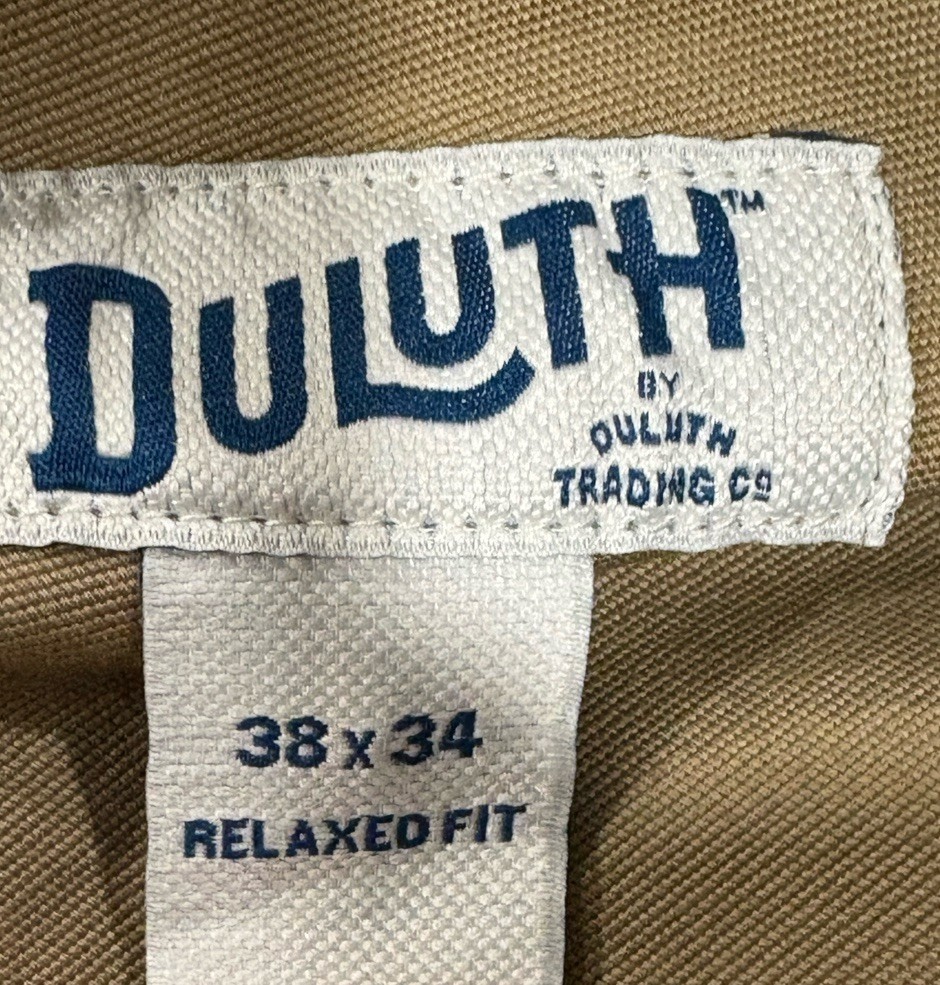 DULUTH™
BY
DULUTH
TRADING Co
38 x 34
RELAXED FIT